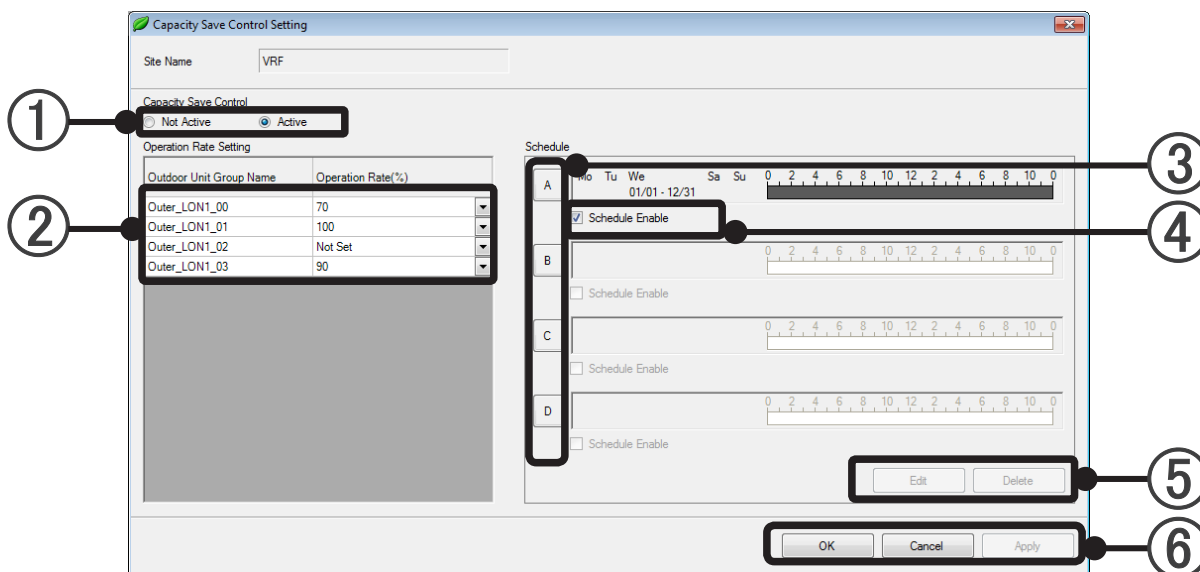 Capacity Save Control Setting
Site Name VRF
Capacity Save Control
① Not Active Active
Operation Rate Setting
Outdoor Unit Group Name Operation Rate(%)
② Outer_LON1_00 70
Outer_LON1_01 100
Outer_LON1_02 Not Set
Outer_LON1_03 90
Schedule
③
A Mo Tu We Sa Su 0 2 4 6 8 10 12 2 4 6 8 10 0
01/01 - 12/31
Schedule Enable ④
B 0 2 4 6 8 10 12 2 4 6 8 10 0
Schedule Enable
C 0 2 4 6 8 10 12 2 4 6 8 10 0
Schedule Enable
D 0 2 4 6 8 10 12 2 4 6 8 10 0
Schedule Enable
Edit Delete ⑤
OK Cancel Apply ⑥